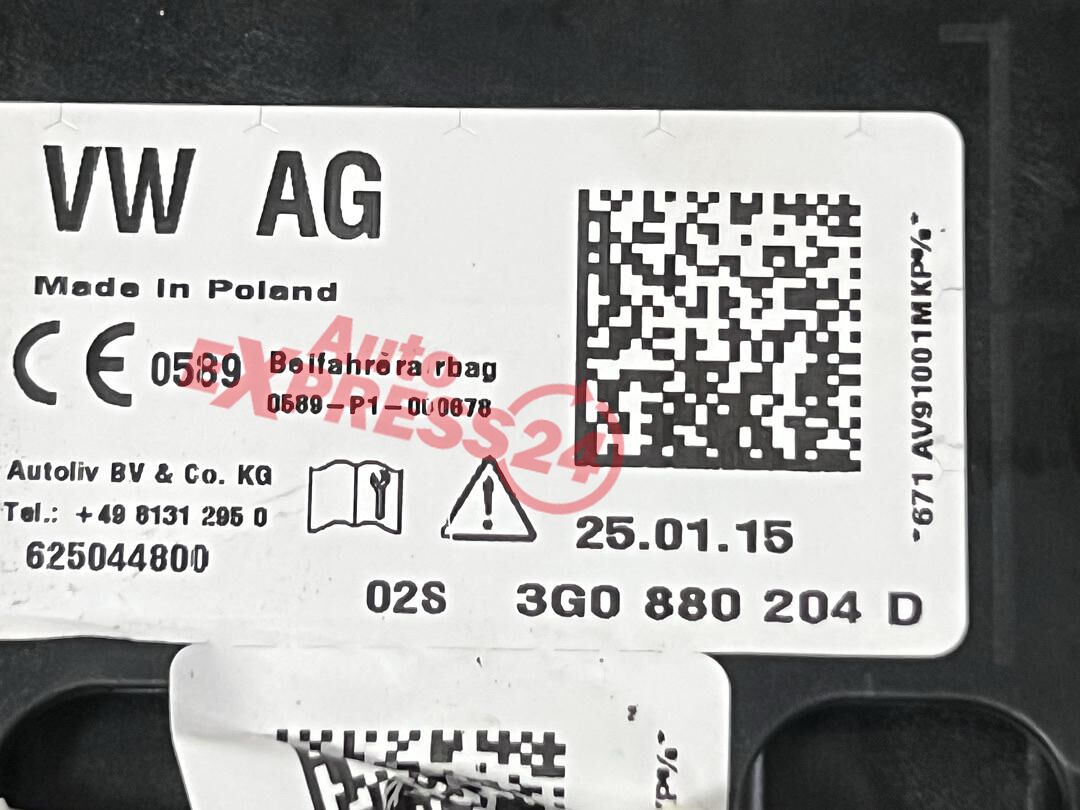 VW AG
Made in Poland
CE 0589 Beifahrerairbag
0589-P1-000678
Autoliv BV & Co. KG
Tel.: +49 8131 295 0
625044800
25.01.15
02S 3G0 880 204 D
*671 AV91001MKP%*
Auto
EXPRESS24